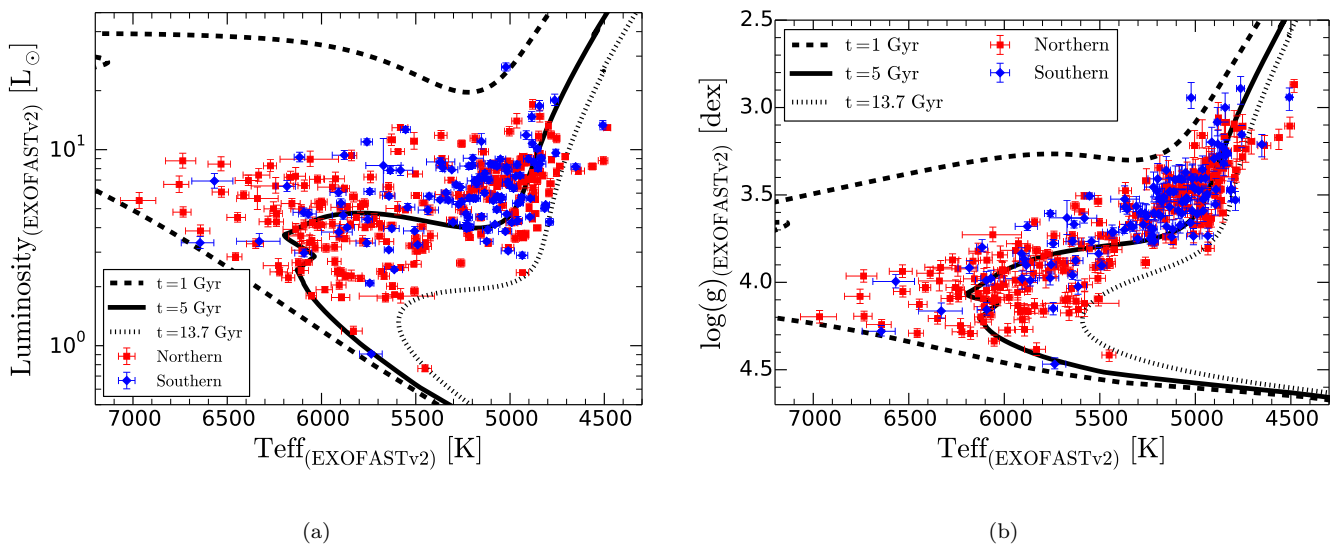 Luminosity(EXOFASTv2) [L⊙]
10¹
10⁰
t=1 Gyr
t=5 Gyr
t=13.7 Gyr
Northern
Southern
7000 6500 6000 5500 5000 4500
Teff(EXOFASTv2) [K]
(a)
log(g)(EXOFASTv2) [dex]
2.5
3.0
3.5
4.0
4.5
t=1 Gyr Northern
t=5 Gyr Southern
t=13.7 Gyr
7000 6500 6000 5500 5000 4500
Teff(EXOFASTv2) [K]
(b)